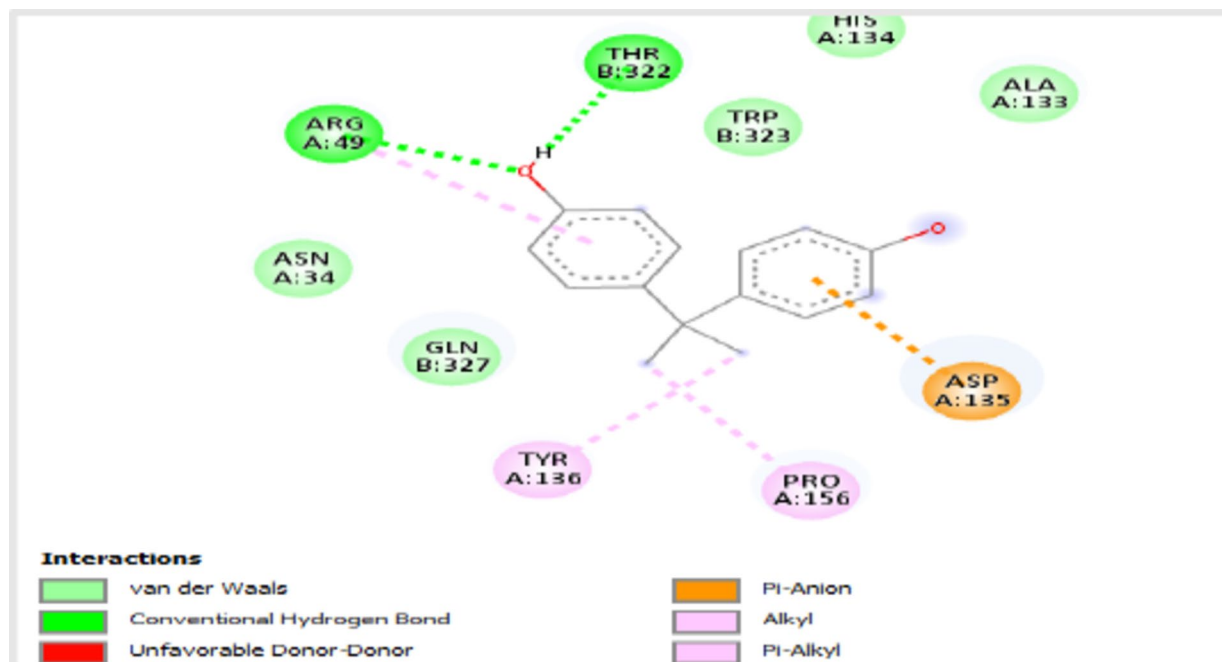 HIS
A:134
THR
B:322
ALA
A:133
TRP
B:323
ARG
A:49
H
O
O
ASN
A:34
GLN
B:327
ASP
A:135
TYR
A:136
PRO
A:156
Interactions
van der Waals
Conventional Hydrogen Bond
Unfavorable Donor-Donor
Pi-Anion
Alkyl
Pi-Alkyl